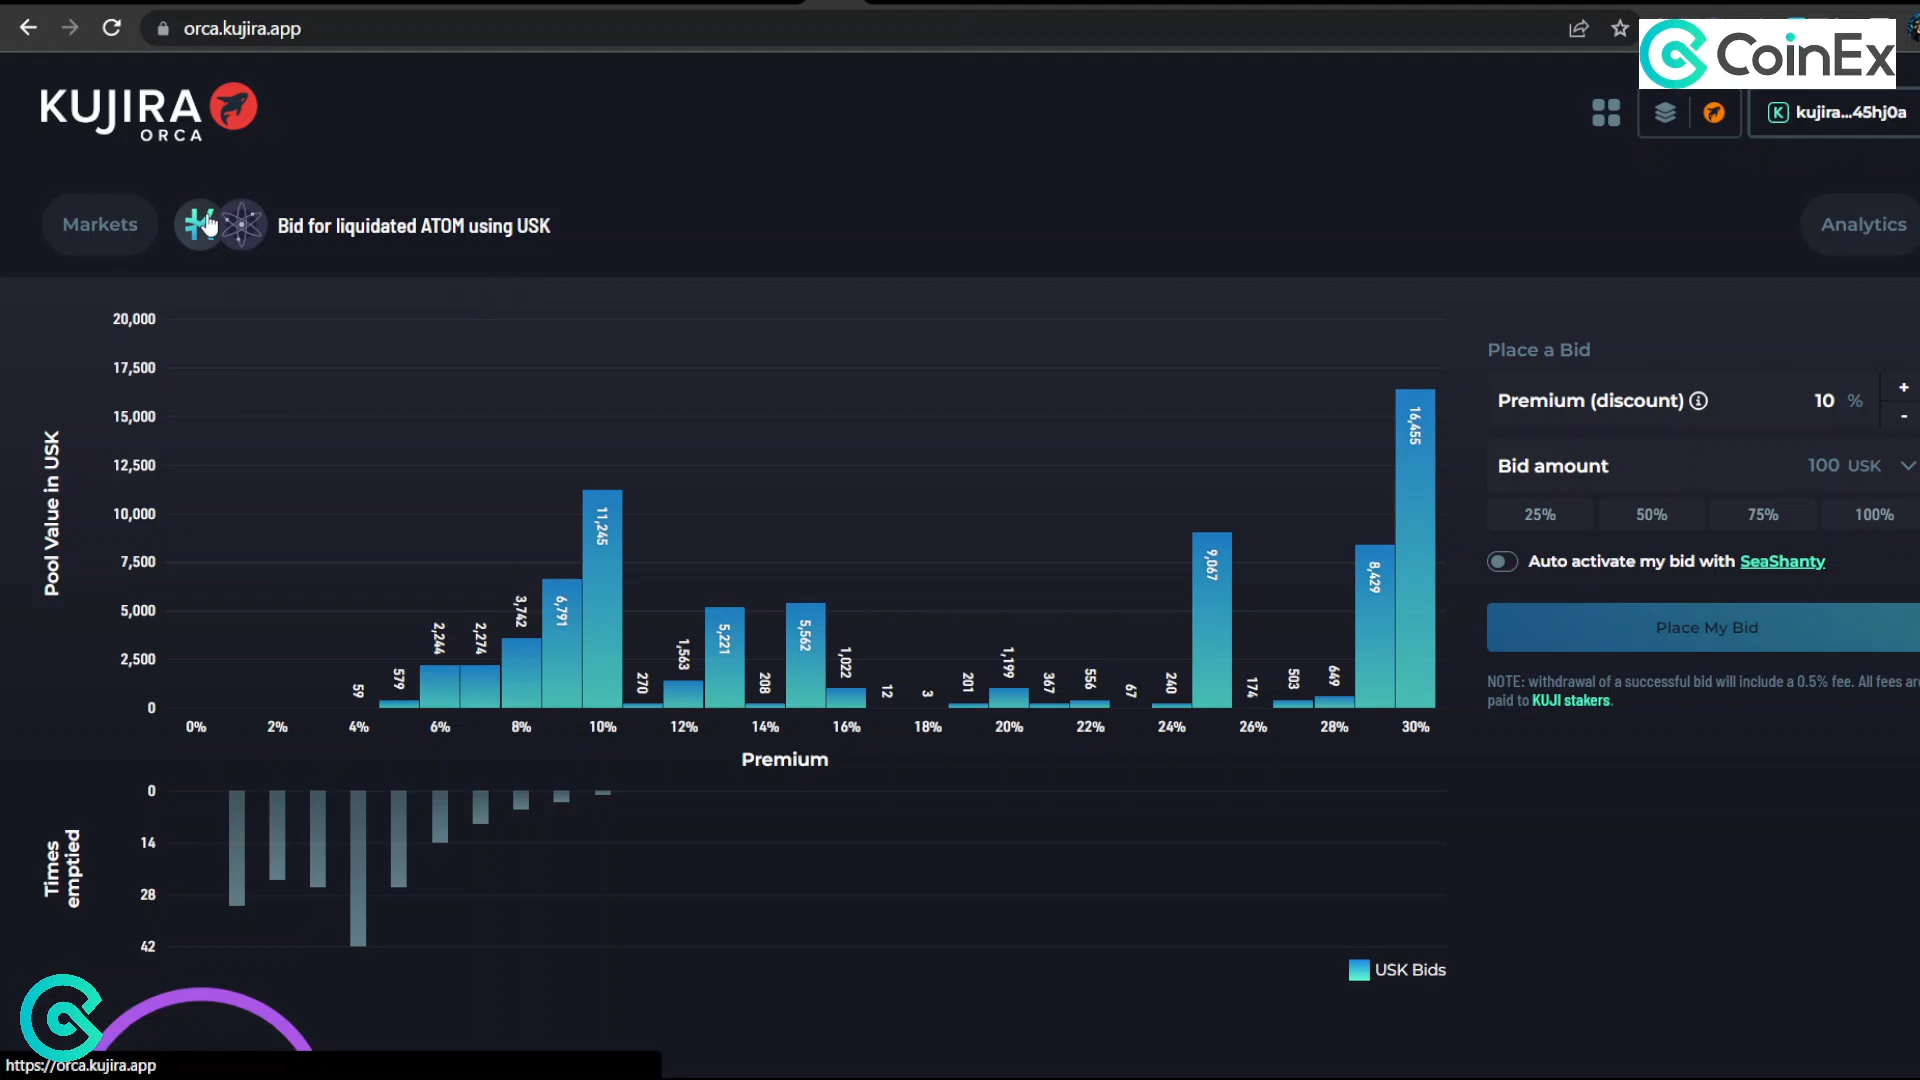 orca.kujira.app
CoinEx
KUJIRA
ORCA
K kujira...45hj0a
Markets
Bid for liquidated ATOM using USK
Analytics
Pool Value in USK
20,000
17,500
15,000
12,500
10,000
7,500
5,000
2,500
0
59
579
2,244
2,274
3,742
6,791
11,245
270
1,563
5,221
208
5,562
1,022
12
3
201
1,199
367
556
67
240
9,067
174
503
649
8,429
16,455
0% 2% 4% 6% 8% 10% 12% 14% 16% 18% 20% 22% 24% 26% 28% 30%
Premium
Times
emptied
0
14
28
42
USK Bids
Place a Bid
Premium (discount) 10 %
+
-
Bid amount 100 USK
25% 50% 75% 100%
Auto activate my bid with SeaShanty
Place My Bid
NOTE: withdrawal of a successful bid will include a 0.5% fee. All fees are
paid to KUJI stakers.
https://orca.kujira.app